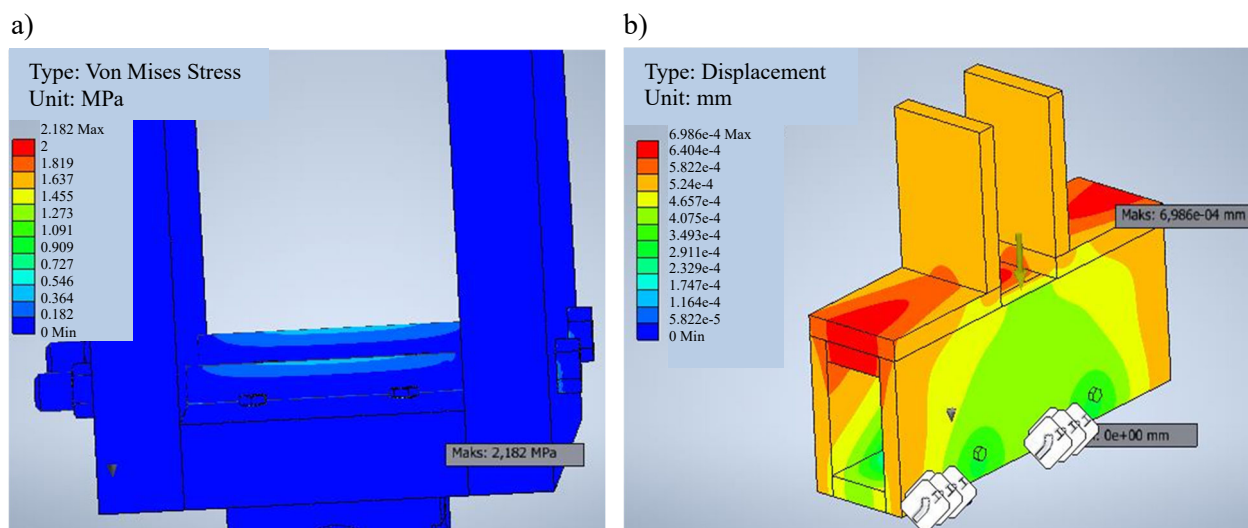 a)
Type: Von Mises Stress
Unit: MPa
2.182 Max
2
1.819
1.637
1.455
1.273
1.091
0.909
0.727
0.546
0.364
0.182
0 Min
Maks: 2,182 MPa
b)
Type: Displacement
Unit: mm
6.986e-4 Max
6.404e-4
5.822e-4
5.24e-4
4.657e-4
4.075e-4
3.493e-4
2.911e-4
2.329e-4
1.747e-4
1.164e-4
5.822e-5
0 Min
Maks: 6,986e-04 mm
0e+00 mm